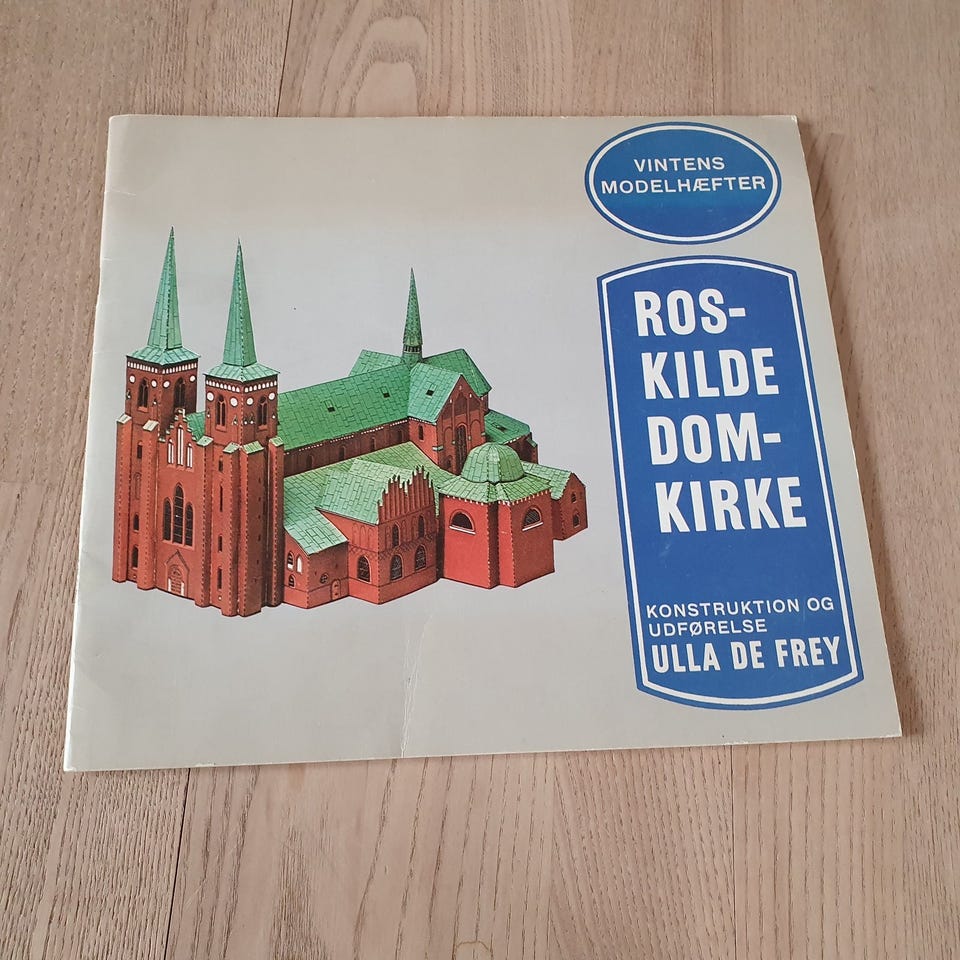 VINTENS
MODELHÆFTER
ROS-
KILDE
DOM-
KIRKE
KONSTRUKTION OG
UDFØRELSE
ULLA DE FREY